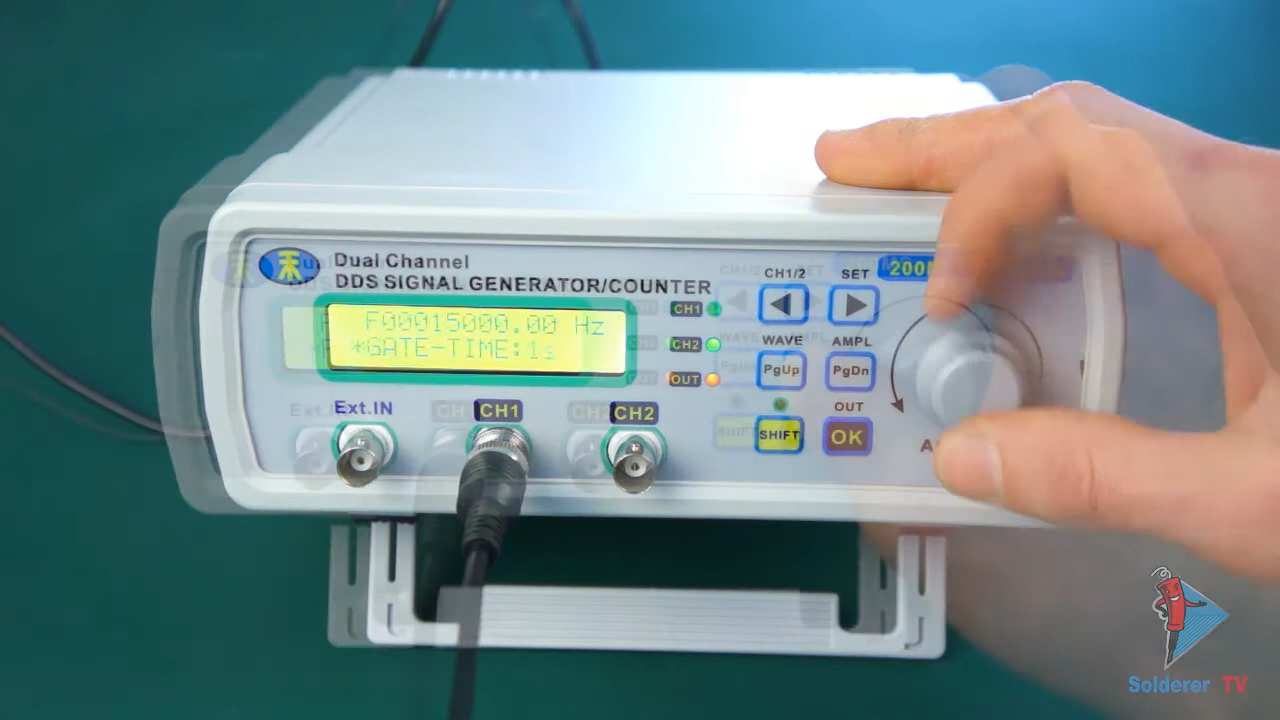 Dual Channel
DDS SIGNAL GENERATOR/COUNTER
CH1/2 SET
F00015000.00 Hz
*GATE-TIME:1s
CH1
CH2
OUT
WAVE AMPL
PgUp PgDn
OUT
SHIFT OK
Ext.IN CH1 CH2
Solderer TV